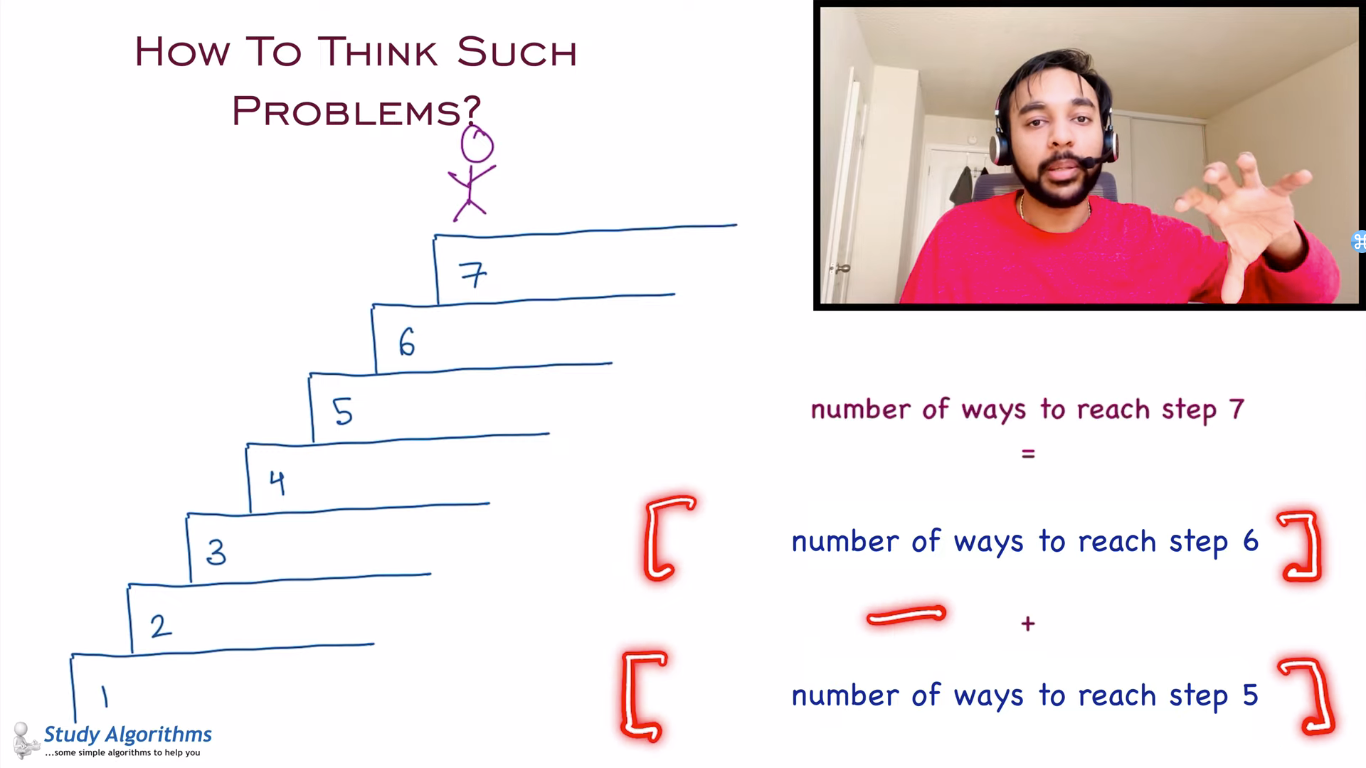 How To Think Such
Problems?
7
6
5
4
3
2
1
number of ways to reach step 7
=
number of ways to reach step 6
+
number of ways to reach step 5
Study Algorithms
...some simple algorithms to help you